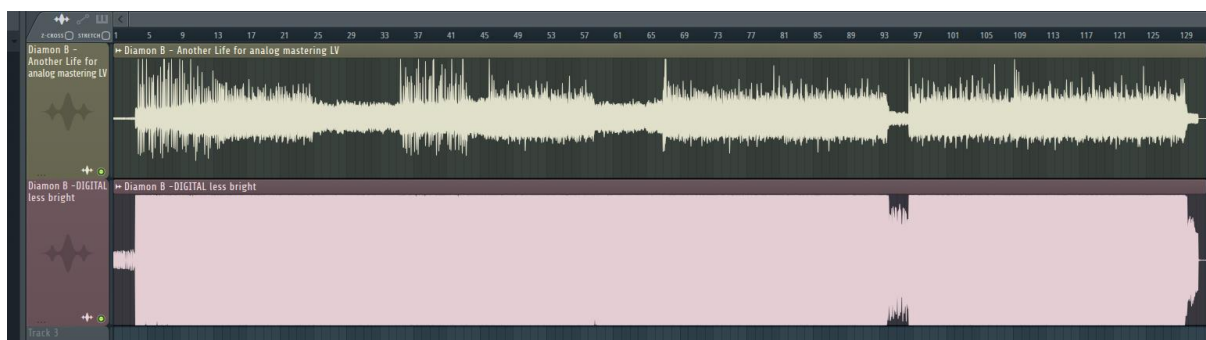 Z-CROSS STRETCH 1 5 9 13 17 21 25 29 33 37 41 45 49 53 57 61 65 69 73 77 81 85 89 93 97 101 105 109 113 117 121 125 129
Diamon B -
Another Life for
analog mastering LV
Diamon B - Another Life for analog mastering LV
Diamon B -DIGITAL
less bright
Diamon B -DIGITAL less bright
Track 3